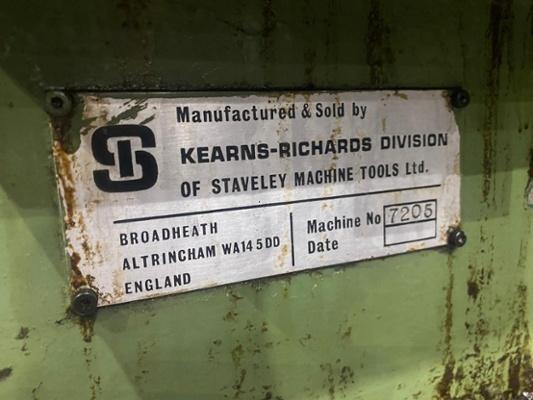 Manufactured & Sold by
KEARNS-RICHARDS DIVISION
OF STAVELEY MACHINE TOOLS Ltd.
BROADHEATH
ALTRINCHAM WA14 5DD
ENGLAND
Machine No 7205
Date